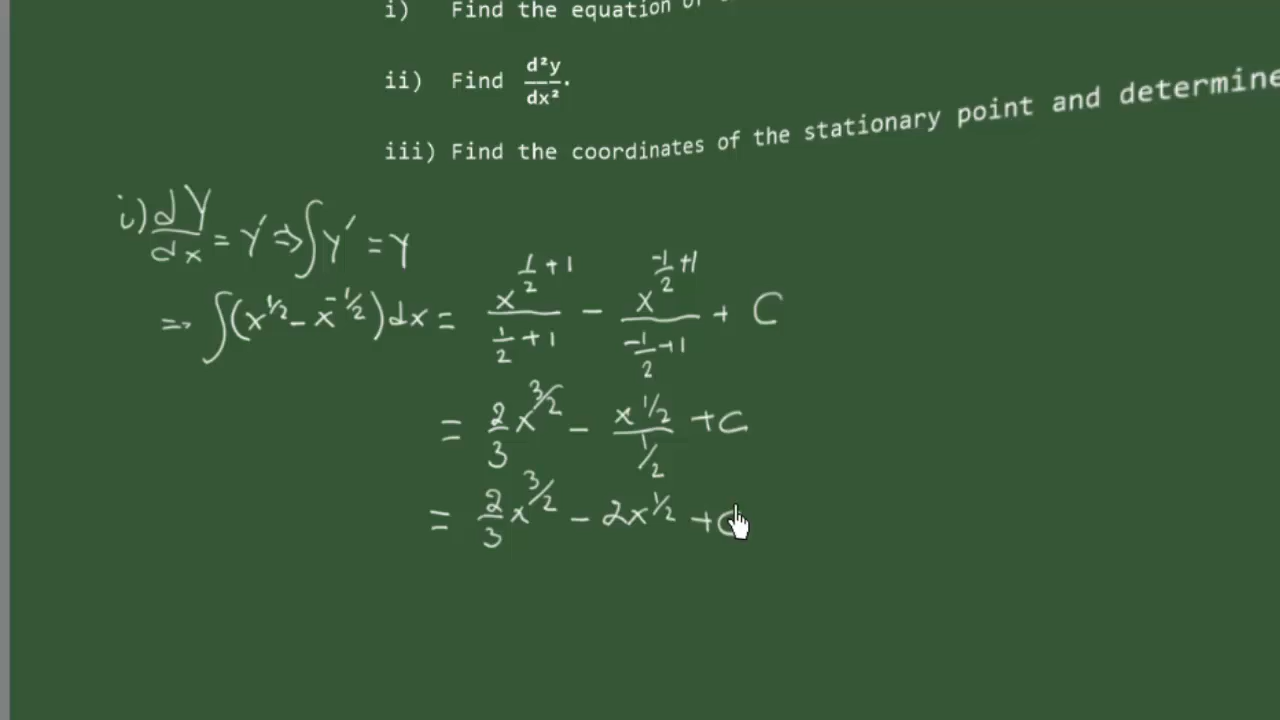 i) Find the equation of
ii) Find d²y/dx².
iii) Find the coordinates of the stationary point and determine
i) dY/dx = Y' ⇒ ∫Y' = Y
⇒ ∫(x^1/2 - x^-1/2)dx = x^(1/2+1)/(1/2+1) - x^(-1/2+1)/(-1/2+1) + C
= 2/3 x^3/2 - x^1/2/(1/2) + C
= 2/3 x^3/2 - 2x^1/2 + C